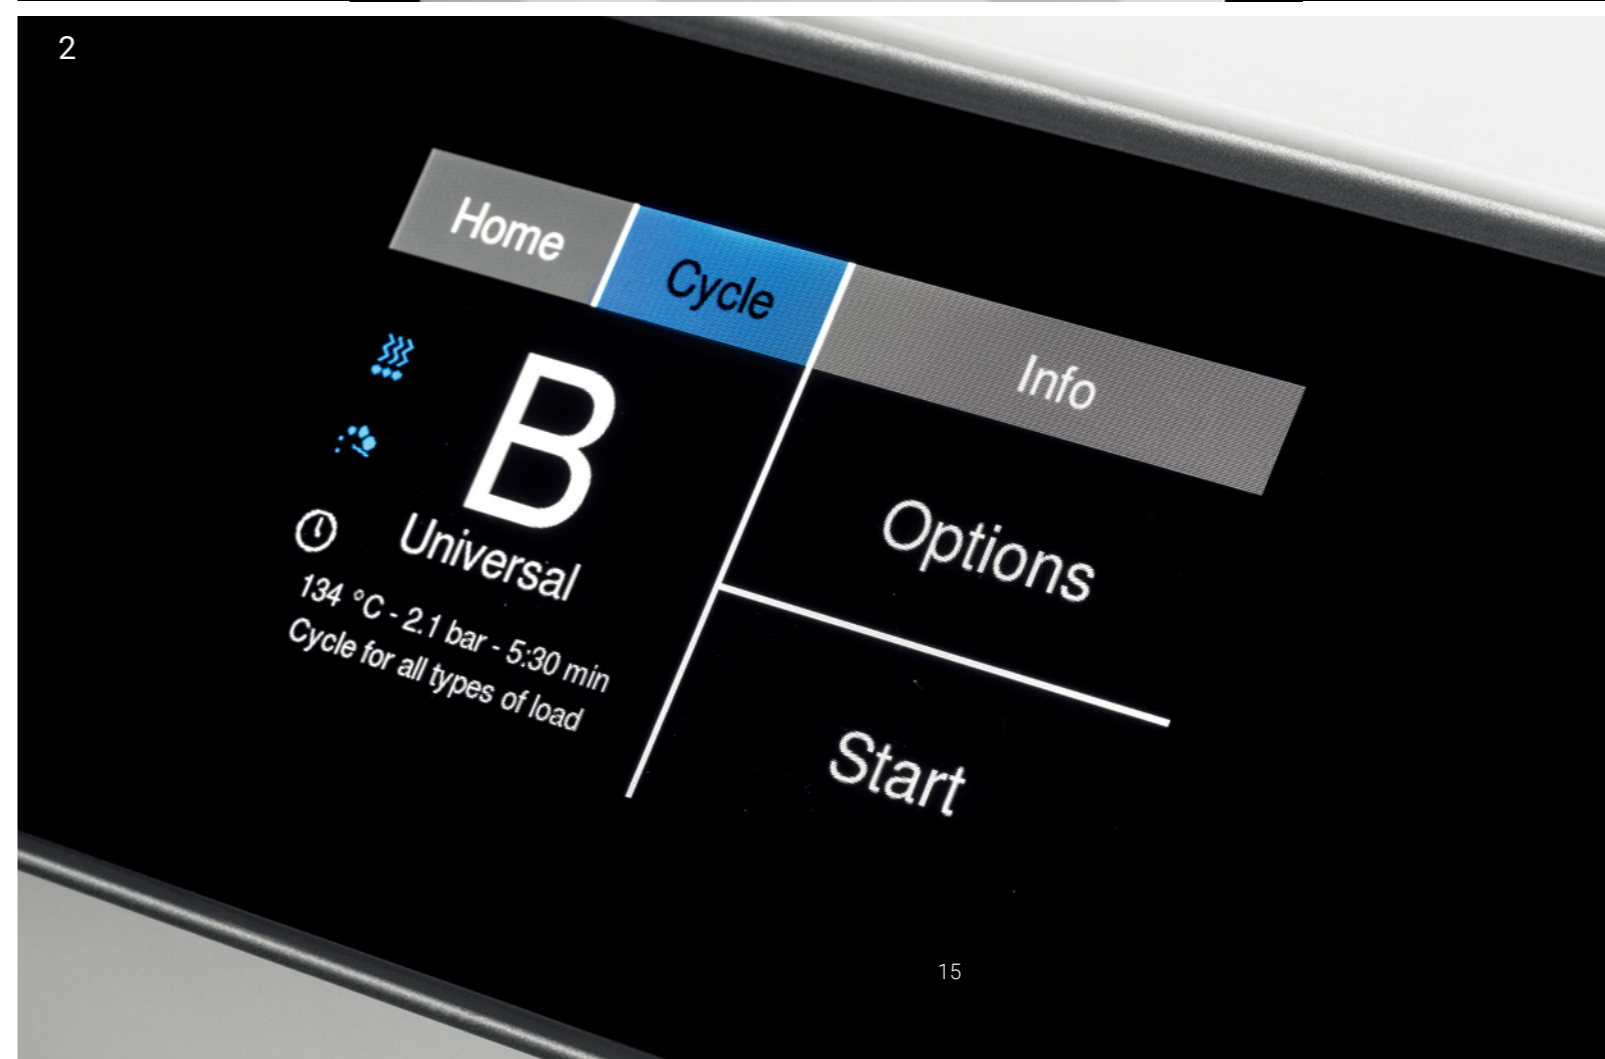 2
Home
Cycle
Info
B
Universal
134 °C - 2.1 bar - 5:30 min
Cycle for all types of load
Options
Start
15